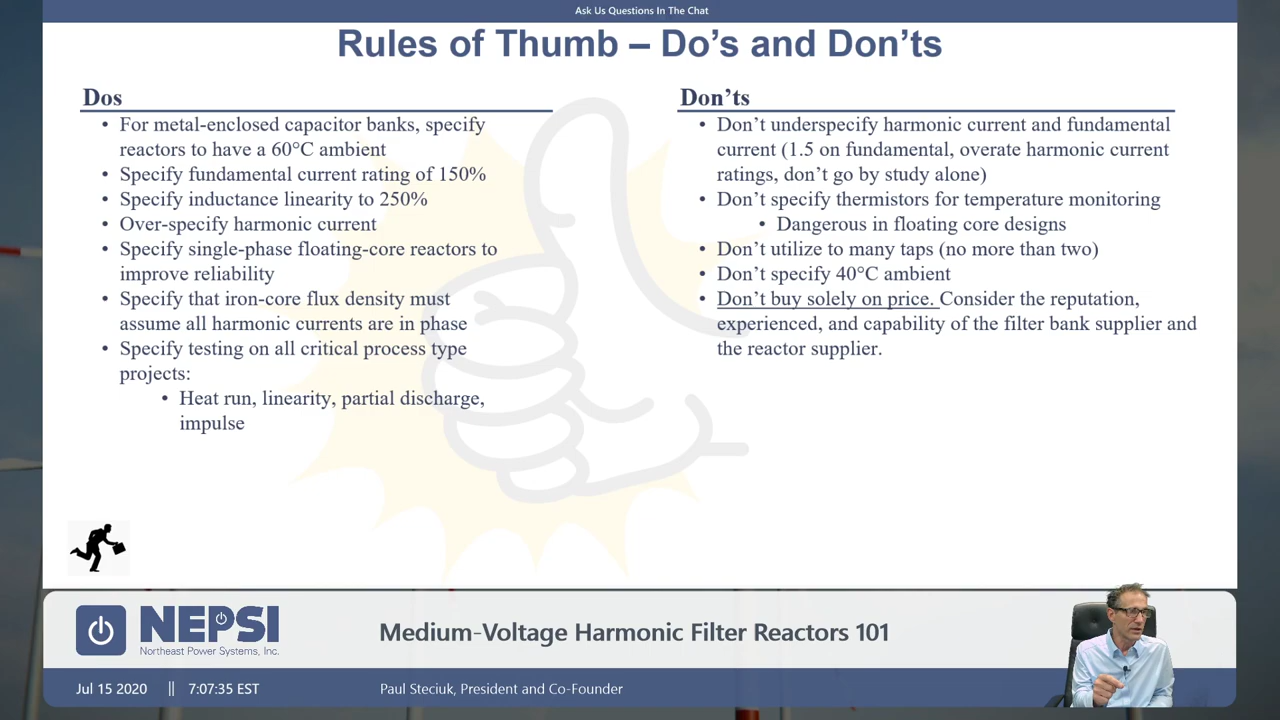 Ask Us Questions In The Chat
Rules of Thumb – Do's and Don'ts
Dos
• For metal-enclosed capacitor banks, specify
reactors to have a 60°C ambient
• Specify fundamental current rating of 150%
• Specify inductance linearity to 250%
• Over-specify harmonic current
• Specify single-phase floating-core reactors to
improve reliability
• Specify that iron-core flux density must
assume all harmonic currents are in phase
• Specify testing on all critical process type
projects:
• Heat run, linearity, partial discharge,
impulse
Don'ts
• Don't underspecify harmonic current and fundamental
current (1.5 on fundamental, overate harmonic current
ratings, don't go by study alone)
• Don't specify thermistors for temperature monitoring
• Dangerous in floating core designs
• Don't utilize to many taps (no more than two)
• Don't specify 40°C ambient
• Don't buy solely on price. Consider the reputation,
experienced, and capability of the filter bank supplier and
the reactor supplier.
NEPSI
Northeast Power Systems, Inc.
Medium-Voltage Harmonic Filter Reactors 101
Jul 15 2020 || 7:07:35 EST
Paul Steciuk, President and Co-Founder